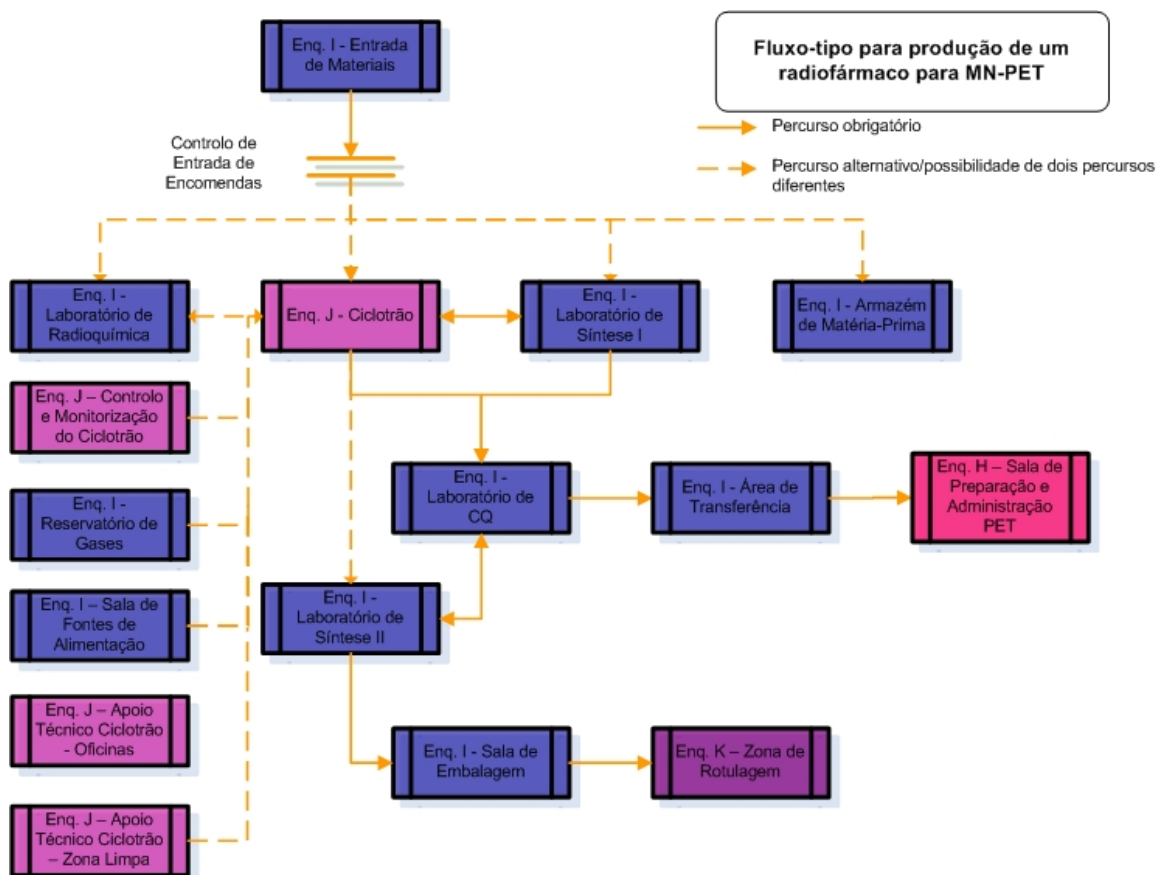 Enq. I - Entrada
de Materiais
Fluxo-tipo para produção de um
radiofármaco para MN-PET
Percurso obrigatório
Percurso alternativo/possibilidade de dois percursos
diferentes
Controlo de
Entrada de
Encomendas
Enq. I -
Laboratório de
Radioquímica
Enq. J - Ciclotrão
Enq. I -
Laboratório de
Síntese I
Enq. I - Armazém
de Matéria-Prima
Enq. J – Controlo
e Monitorização
do Ciclotrão
Enq. I -
Laboratório de
CQ
Enq. I - Área de
Transferência
Enq. H – Sala de
Preparação e
Administração
PET
Enq. I -
Reservatório de
Gases
Enq. I – Sala de
Fontes de
Alimentação
Enq. I -
Laboratório de
Síntese II
Enq. J – Apoio
Técnico Ciclotrão
- Oficinas
Enq. I - Sala de
Embalagem
Enq. K – Zona de
Rotulagem
Enq. J – Apoio
Técnico Ciclotrão
– Zona Limpa